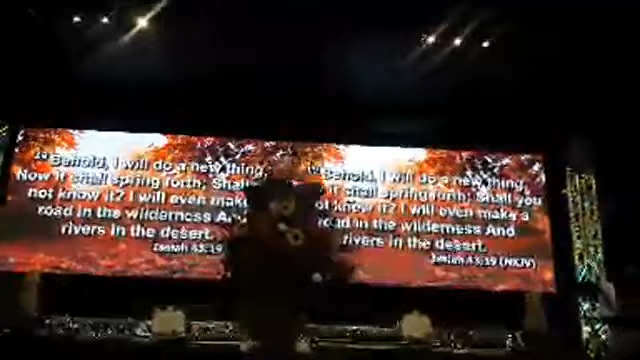 19 Behold, I will do a new thing,
Now it shall spring forth; Shall
not know it? I will even make
road in the wilderness And
rivers in the desert.
Isaiah 43:19
Behold, I will do a new thing,
it shall spring forth; Shall you
not know it? I will even make a
road in the wilderness And
rivers in the desert.
Isaiah 43:19 (NKJV)